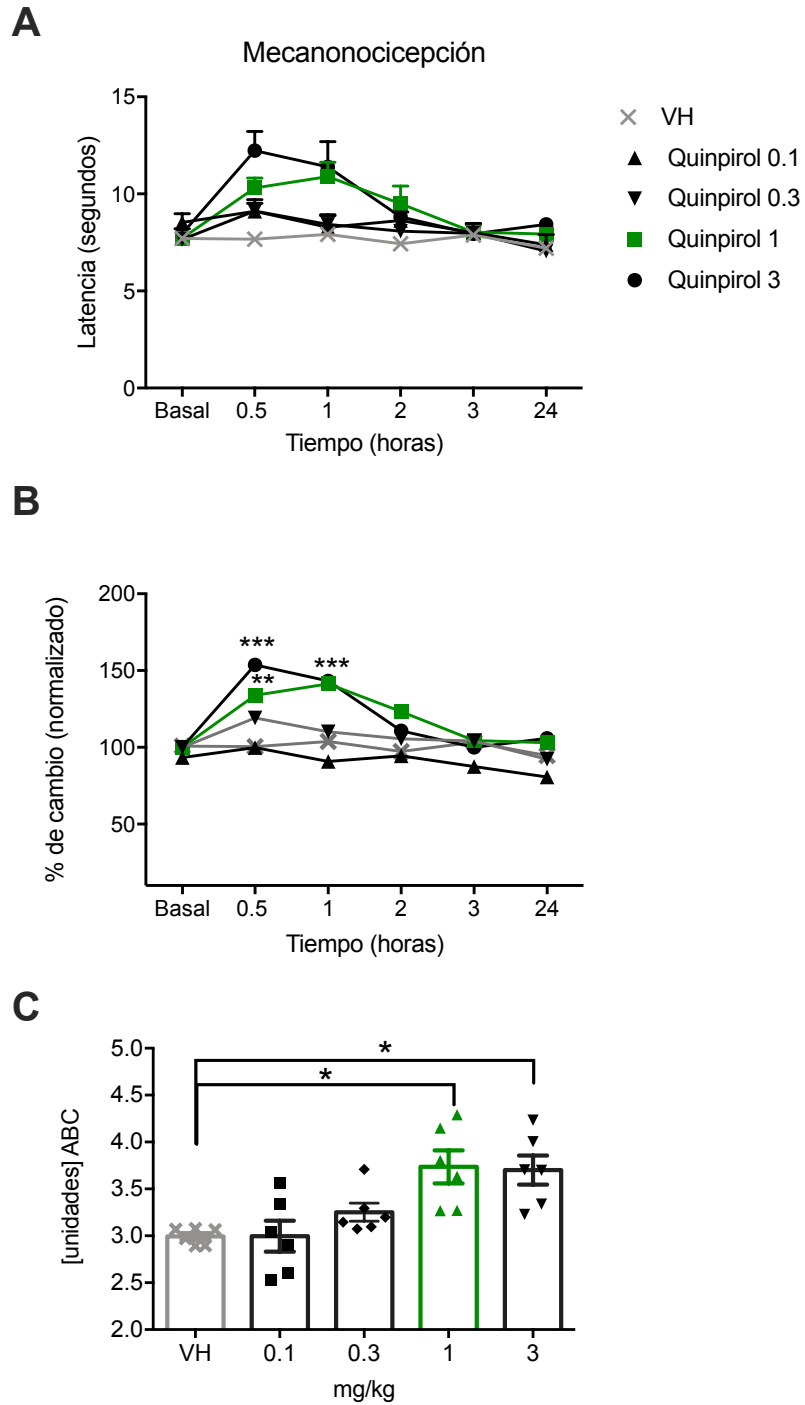 A
Mecanonocicepción
15
10
5
0
Latencia (segundos)
Basal 0.5 1 2 3 24
Tiempo (horas)
VH
Quinpirol 0.1
Quinpirol 0.3
Quinpirol 1
Quinpirol 3
B
200
150
100
50
% de cambio (normalizado)
***
**
***
Basal 0.5 1 2 3 24
Tiempo (horas)
C
5.0
4.5
4.0
3.5
3.0
2.5
2.0
[unidades] ABC
*
*
VH 0.1 0.3 1 3
mg/kg